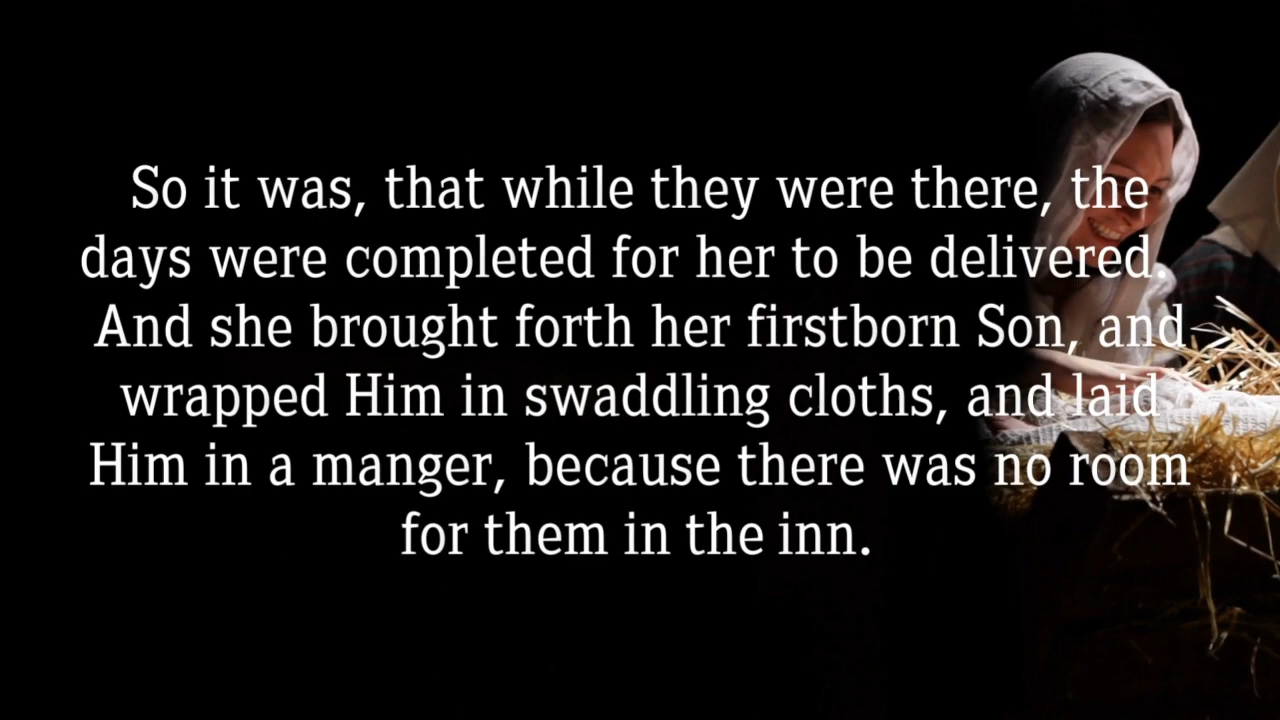 So it was, that while they were there, the
days were completed for her to be delivered.
And she brought forth her firstborn Son, and
wrapped Him in swaddling cloths, and laid
Him in a manger, because there was no room
for them in the inn.